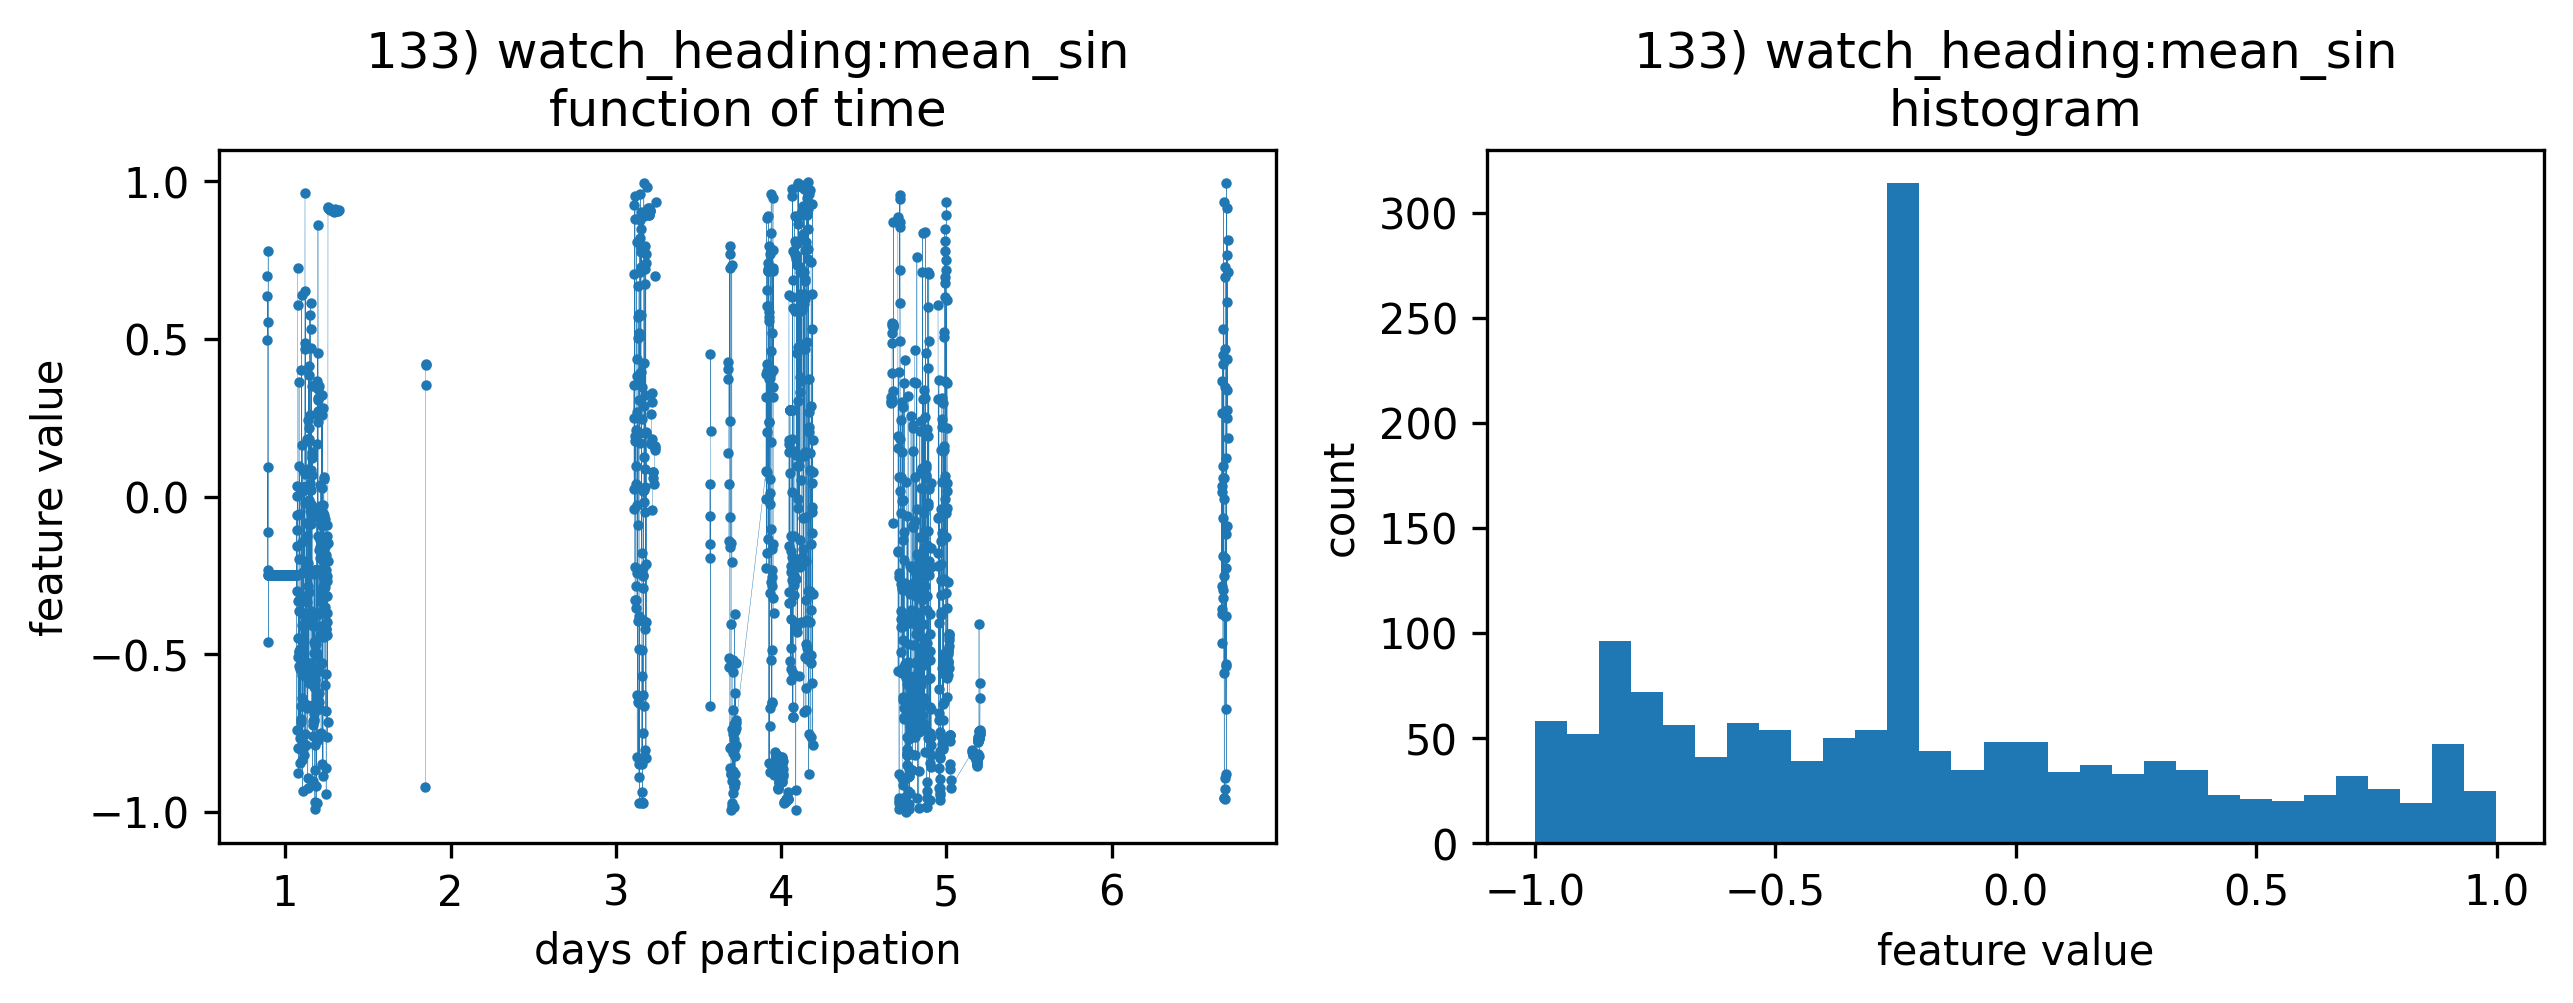 133) watch_heading:mean_sin
function of time
1.0
0.5
0.0
−0.5
−1.0
feature value
1
2
3
4
5
6
days of participation
133) watch_heading:mean_sin
histogram
300
250
200
150
100
50
0
count
−1.0
−0.5
0.0
0.5
1.0
feature value